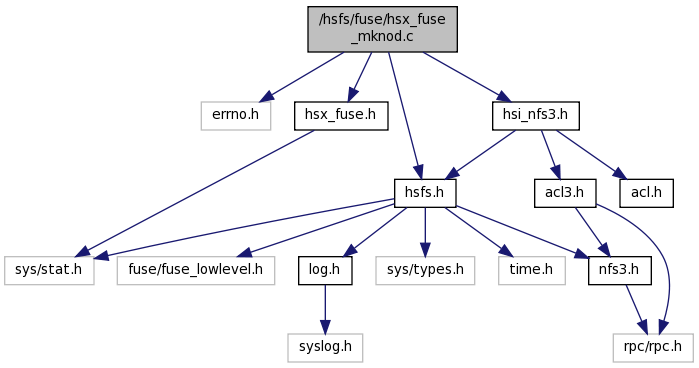 /hsfs/fuse/hsx_fuse
_mknod.c
errno.h
hsx_fuse.h
hsi_nfs3.h
hsfs.h
acl3.h
acl.h
sys/stat.h
fuse/fuse_lowlevel.h
log.h
sys/types.h
time.h
nfs3.h
syslog.h
rpc/rpc.h